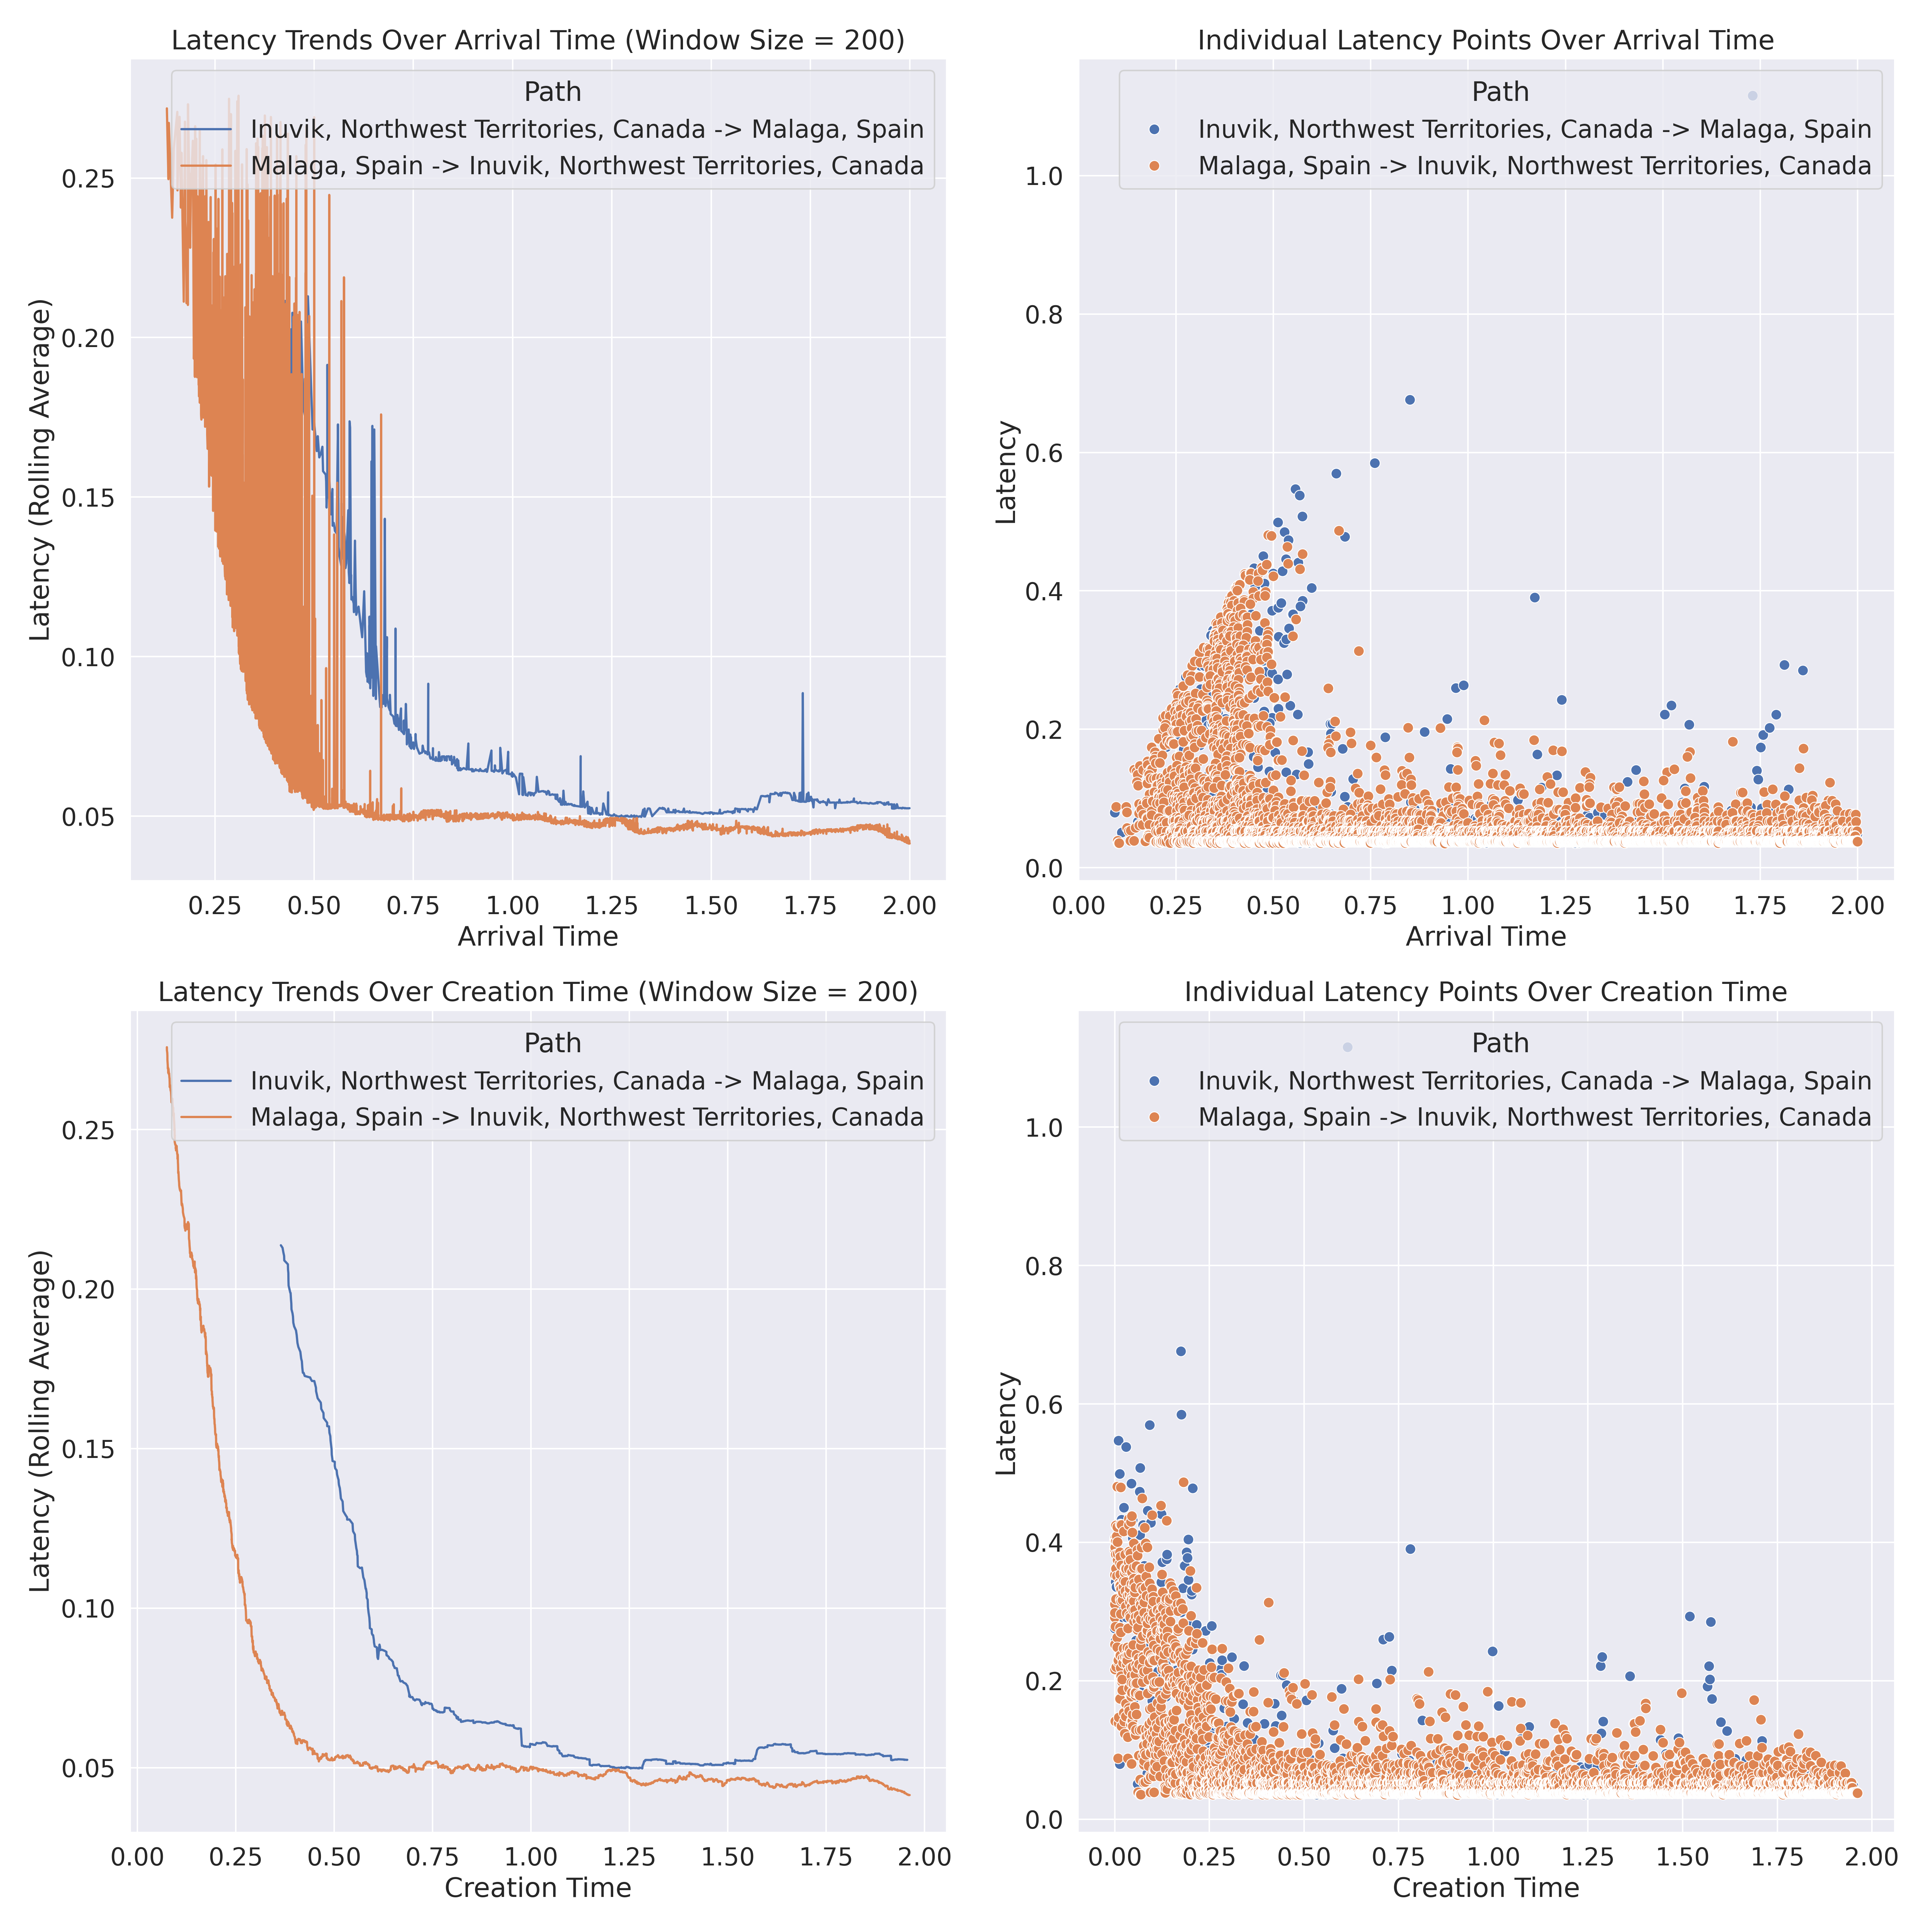 Latency Trends Over Arrival Time (Window Size = 200)
Path
Inuvik, Northwest Territories, Canada -> Malaga, Spain
Malaga, Spain -> Inuvik, Northwest Territories, Canada
Latency (Rolling Average)
0.25
0.20
0.15
0.10
0.05
0.25 0.50 0.75 1.00 1.25 1.50 1.75 2.00
Arrival Time
Individual Latency Points Over Arrival Time
Path
Inuvik, Northwest Territories, Canada -> Malaga, Spain
Malaga, Spain -> Inuvik, Northwest Territories, Canada
Latency
1.0
0.8
0.6
0.4
0.2
0.0
0.00 0.25 0.50 0.75 1.00 1.25 1.50 1.75 2.00
Arrival Time
Latency Trends Over Creation Time (Window Size = 200)
Path
Inuvik, Northwest Territories, Canada -> Malaga, Spain
Malaga, Spain -> Inuvik, Northwest Territories, Canada
Latency (Rolling Average)
0.25
0.20
0.15
0.10
0.05
0.00 0.25 0.50 0.75 1.00 1.25 1.50 1.75 2.00
Creation Time
Individual Latency Points Over Creation Time
Path
Inuvik, Northwest Territories, Canada -> Malaga, Spain
Malaga, Spain -> Inuvik, Northwest Territories, Canada
Latency
1.0
0.8
0.6
0.4
0.2
0.0
0.00 0.25 0.50 0.75 1.00 1.25 1.50 1.75 2.00
Creation Time